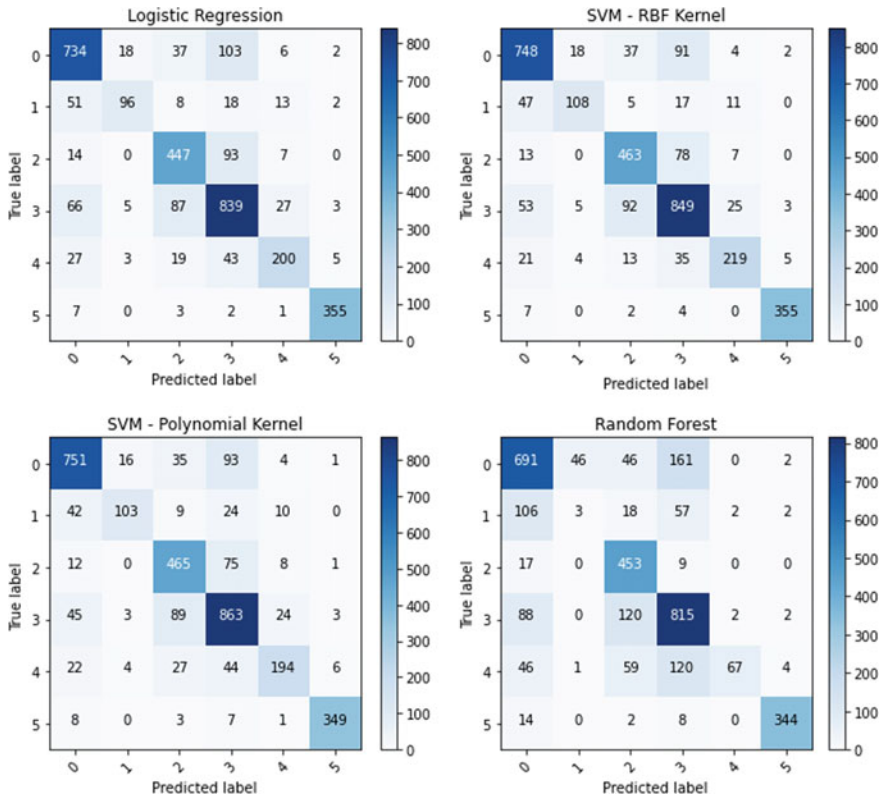 Logistic Regression
0 734 18 37 103 6 2
1 51 96 8 18 13 2
2 14 0 447 93 7 0
3 66 5 87 839 27 3
4 27 3 19 43 200 5
5 7 0 3 2 1 355
0 1 2 3 4 5
Predicted label
True label
800
700
600
500
400
300
200
100
0
SVM - RBF Kernel
0 748 18 37 91 4 2
1 47 108 5 17 11 0
2 13 0 463 78 7 0
3 53 5 92 849 25 3
4 21 4 13 35 219 5
5 7 0 2 4 0 355
0 1 2 3 4 5
Predicted label
True label
800
700
600
500
400
300
200
100
0
SVM - Polynomial Kernel
0 751 16 35 93 4 1
1 42 103 9 24 10 0
2 12 0 465 75 8 1
3 45 3 89 863 24 3
4 22 4 27 44 194 6
5 8 0 3 7 1 349
0 1 2 3 4 5
Predicted label
True label
800
700
600
500
400
300
200
100
0
Random Forest
0 691 46 46 161 0 2
1 106 3 18 57 2 2
2 17 0 453 9 0 0
3 88 0 120 815 2 2
4 46 1 59 120 67 4
5 14 0 2 8 0 344
0 1 2 3 4 5
Predicted label
True label
800
700
600
500
400
300
200
100
0